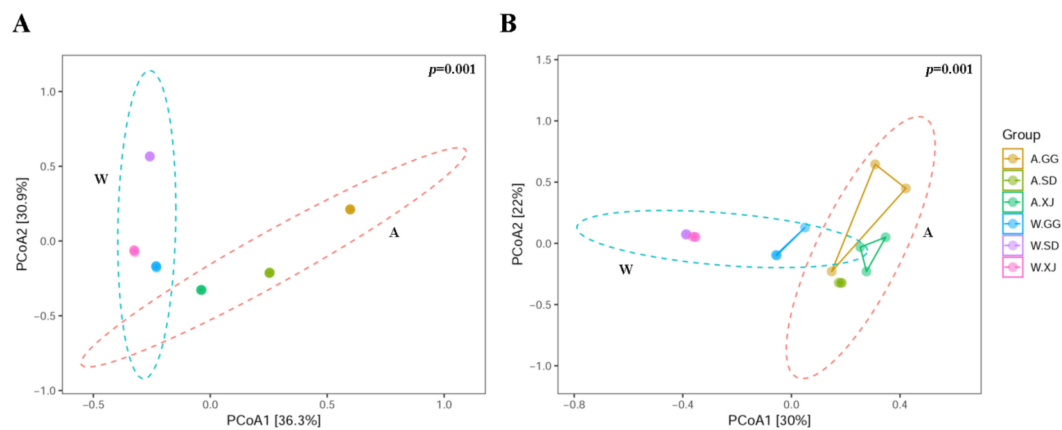 A
p=0.001
W
A
1.0
0.5
0.0
−0.5
−1.0
PCoA2 [30.9%]
−0.5
0.0
0.5
1.0
PCoA1 [36.3%]
B
p=0.001
W
A
1.5
1.0
0.5
0.0
−0.5
−1.0
PCoA2 [22%]
−0.8
−0.4
0.0
0.4
PCoA1 [30%]
Group
A.GG
A.SD
A.XJ
W.GG
W.SD
W.XJ